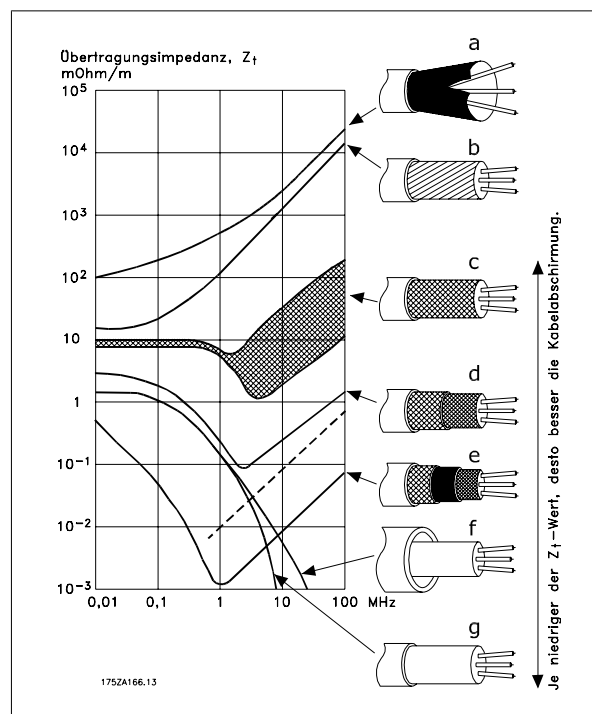 Übertragungsimpedanz, Zt
mOhm/m
10⁵
10⁴
10³
10²
10
1
10⁻¹
10⁻²
10⁻³
0,01 0,1 1 10 100 MHz
a
b
c
d
e
f
g
Je niedriger der Zt-Wert, desto besser die Kabelabschirmung.
175ZA166.13